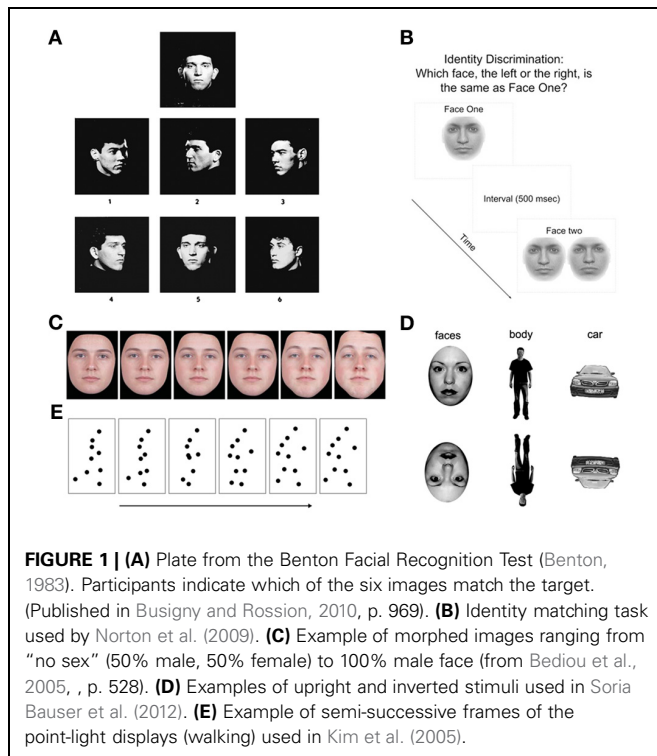 A
1
2
3
4
5
6
B
Identity Discrimination:
Which face, the left or the right, is
the same as Face One?
Face One
Interval (500 msec)
Face two
Time
C
D
faces
body
car
E
FIGURE 1 | (A) Plate from the Benton Facial Recognition Test (Benton,
1983). Participants indicate which of the six images match the target.
(Published in Busigny and Rossion, 2010, p. 969). (B) Identity matching task
used by Norton et al. (2009). (C) Example of morphed images ranging from
“no sex” (50% male, 50% female) to 100% male face (from Bediou et al.,
2005, , p. 528). (D) Examples of upright and inverted stimuli used in Soria
Bauser et al. (2012). (E) Example of semi-successive frames of the
point-light displays (walking) used in Kim et al. (2005).